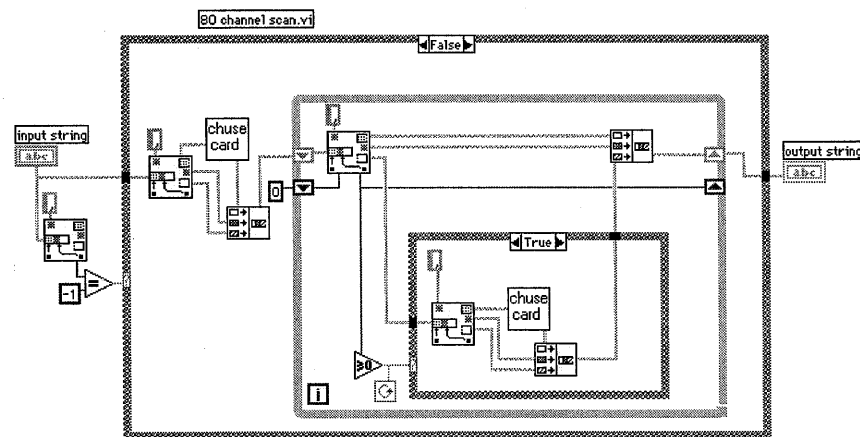 80 channel scan.vi
False
input string
abc
chuse card
0
output string
abc
-1
=
True
chuse card
≥0
i